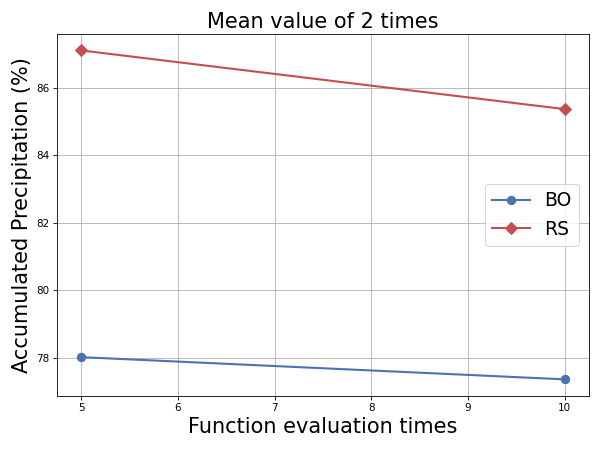 Mean value of 2 times
Accumulated Precipitation (%)
86
84
82
80
78
BO
RS
5 6 7 8 9 10
Function evaluation times